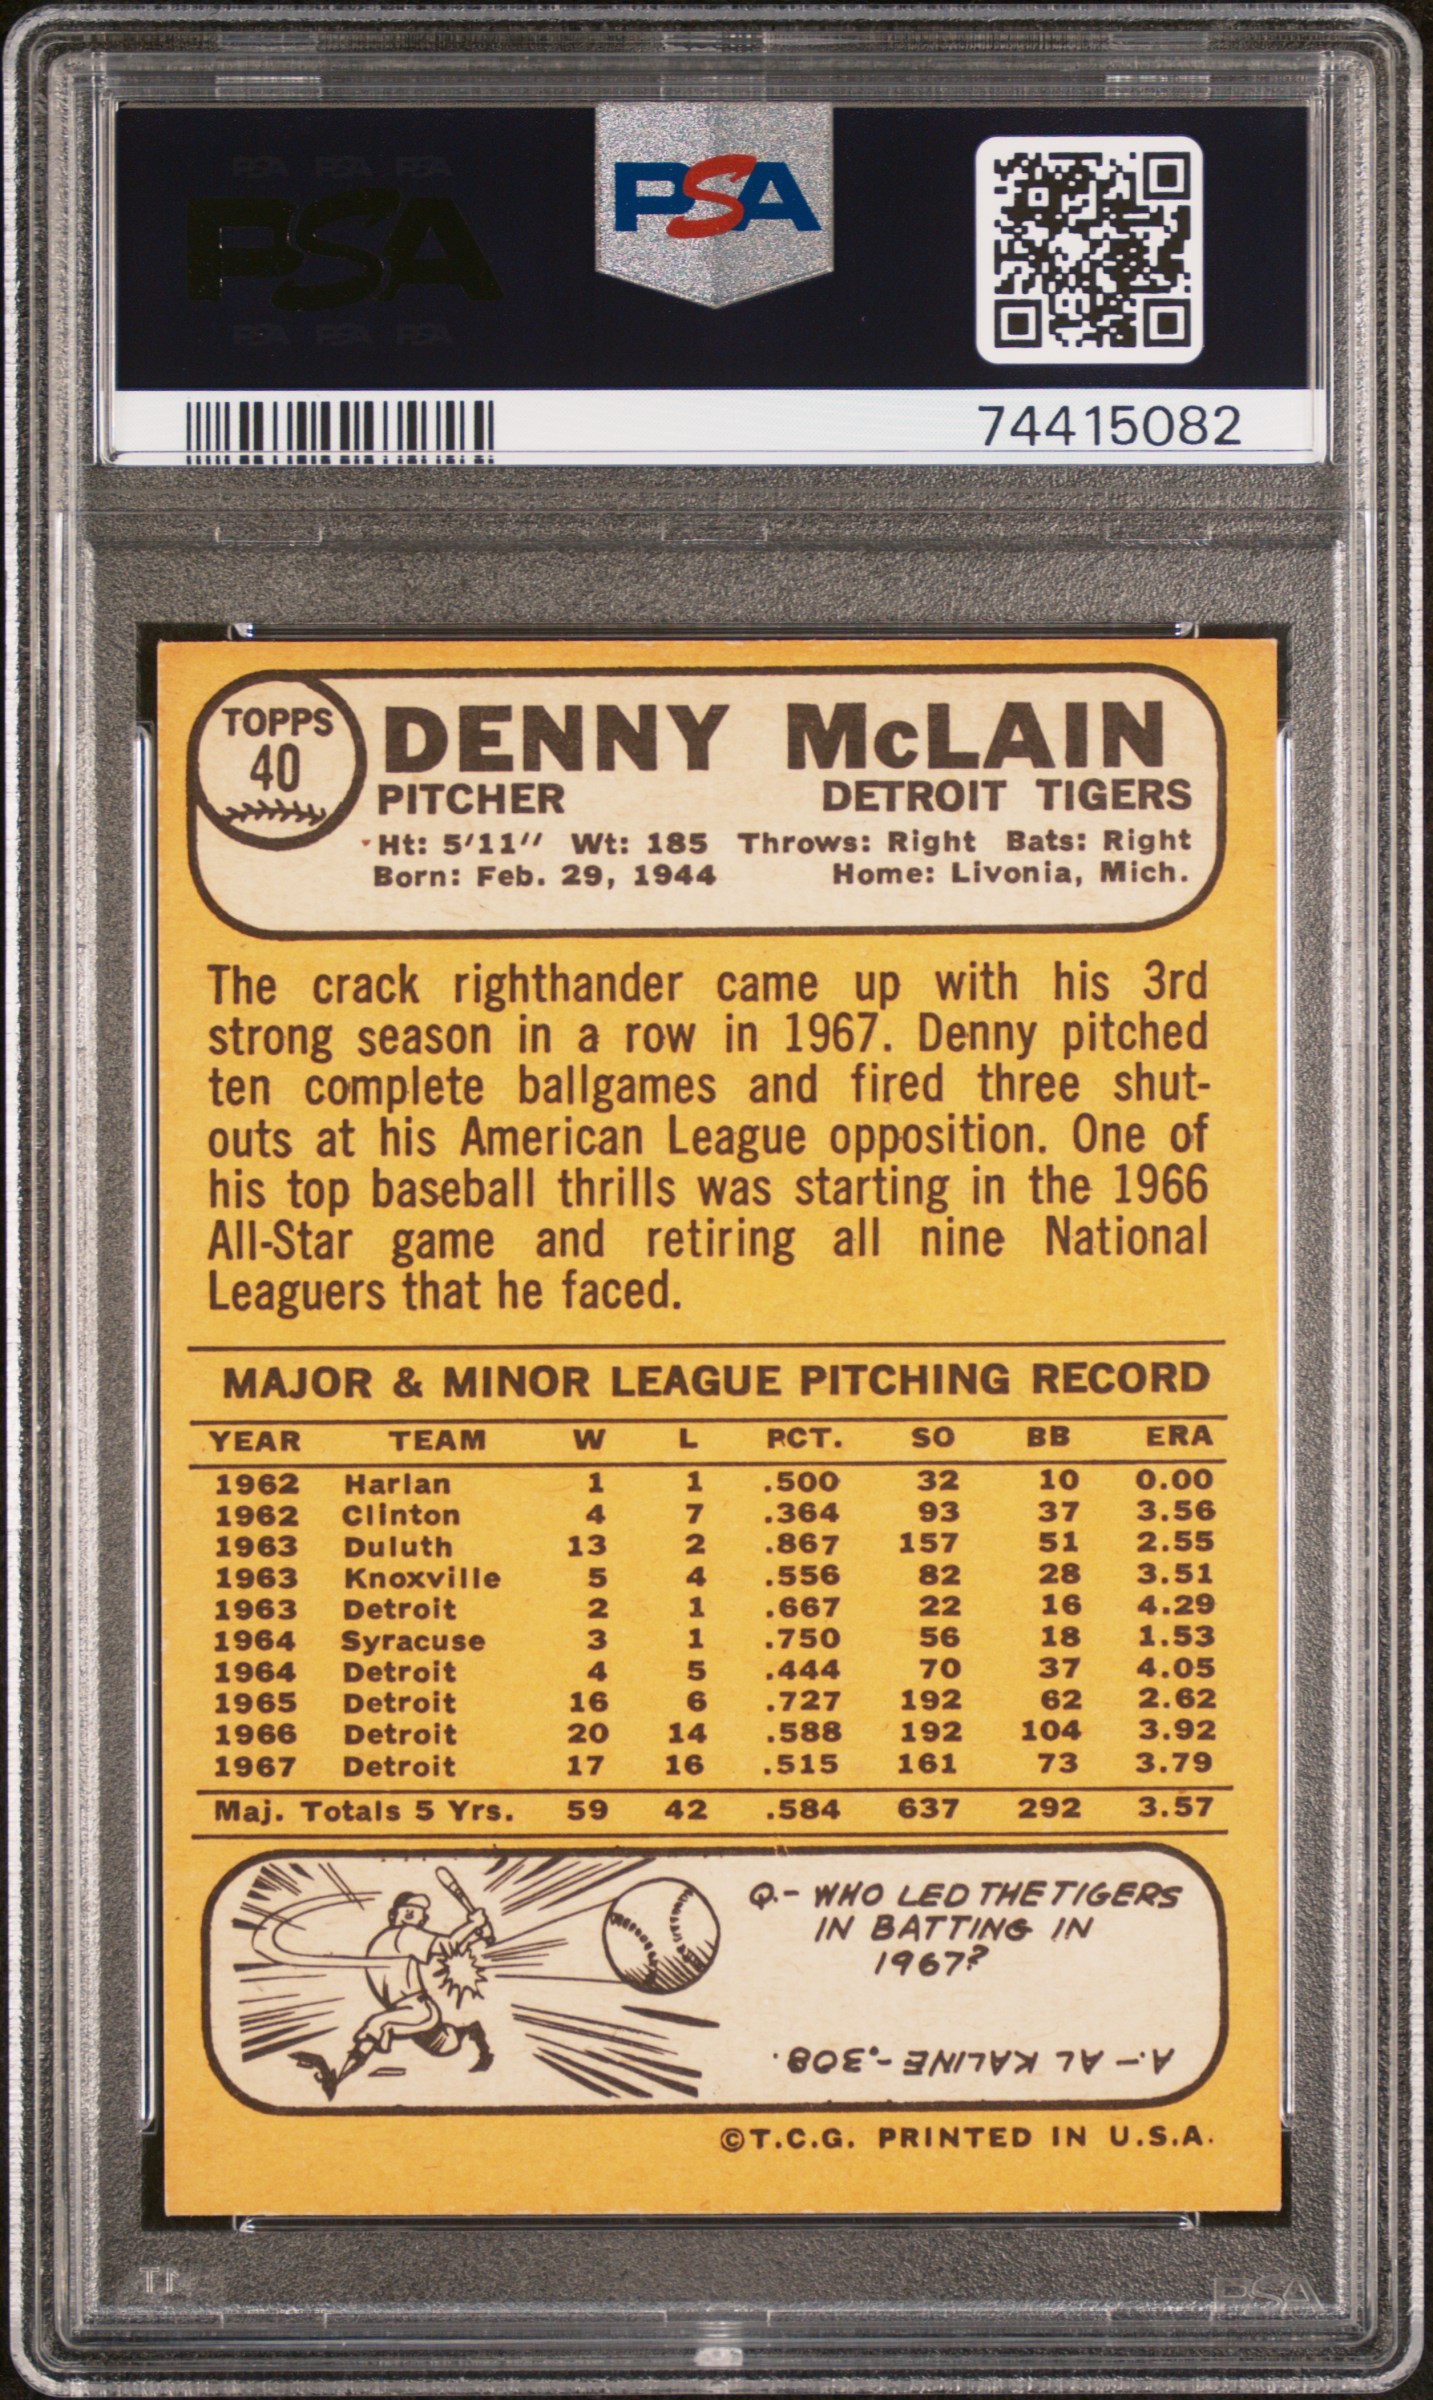 PSA PSA PSA
PSA
PSA PSA PSA
PSA
74415082
TOPPS
40
DENNY McLAIN
PITCHER DETROIT TIGERS
Ht: 5'11" Wt: 185 Throws: Right Bats: Right
Born: Feb. 29, 1944 Home: Livonia, Mich.
The crack righthander came up with his 3rd
strong season in a row in 1967. Denny pitched
ten complete ballgames and fired three shut-
outs at his American League opposition. One of
his top baseball thrills was starting in the 1966
All-Star game and retiring all nine National
Leaguers that he faced.
MAJOR & MINOR LEAGUE PITCHING RECORD
YEAR TEAM W L PCT. SO BB ERA
1962 Harlan 1 1 .500 32 10 0.00
1962 Clinton 4 7 .364 93 37 3.56
1963 Duluth 13 2 .867 157 51 2.55
1963 Knoxville 5 4 .556 82 28 3.51
1963 Detroit 2 1 .667 22 16 4.29
1964 Syracuse 3 1 .750 56 18 1.53
1964 Detroit 4 5 .444 70 37 4.05
1965 Detroit 16 6 .727 192 62 2.62
1966 Detroit 20 14 .588 192 104 3.92
1967 Detroit 17 16 .515 161 73 3.79
Maj. Totals 5 Yrs. 59 42 .584 637 292 3.57
Q.- WHO LED THE TIGERS
IN BATTING IN
1967?
A.- AL KALINE -.308.
©T.C.G. PRINTED IN U.S.A.
PSA